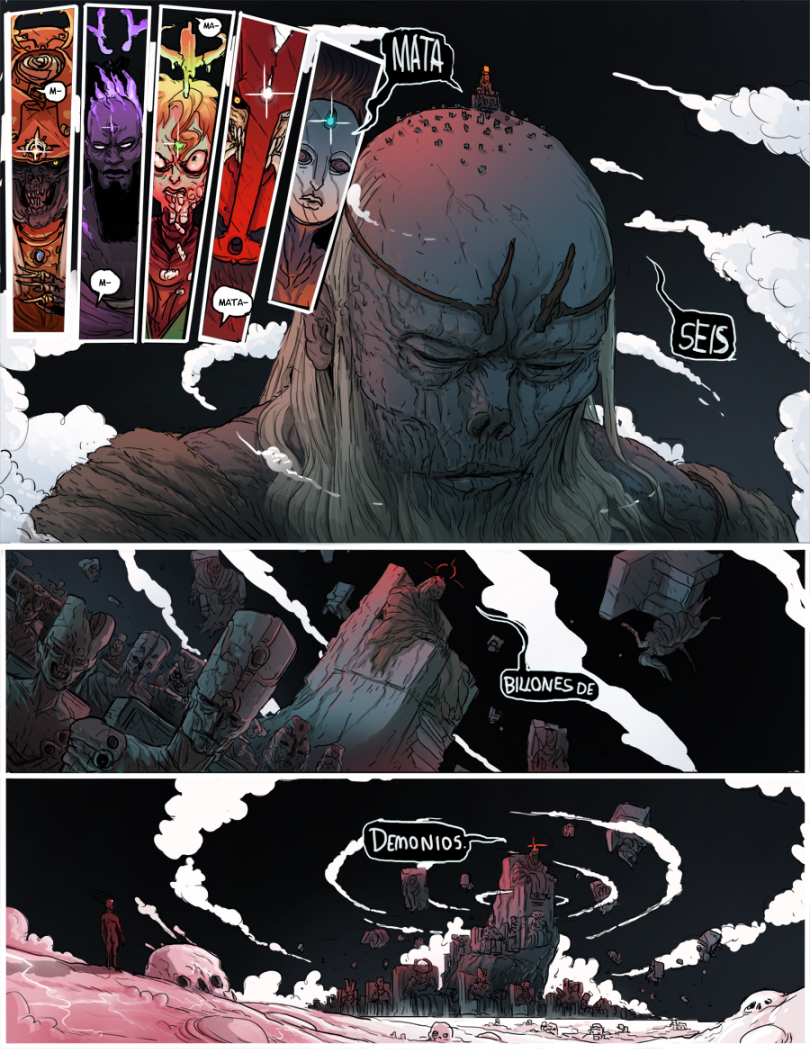 M-
M-
MA-
MATA-
MATA
SEIS
BILLONES DE
DEMONIOS.